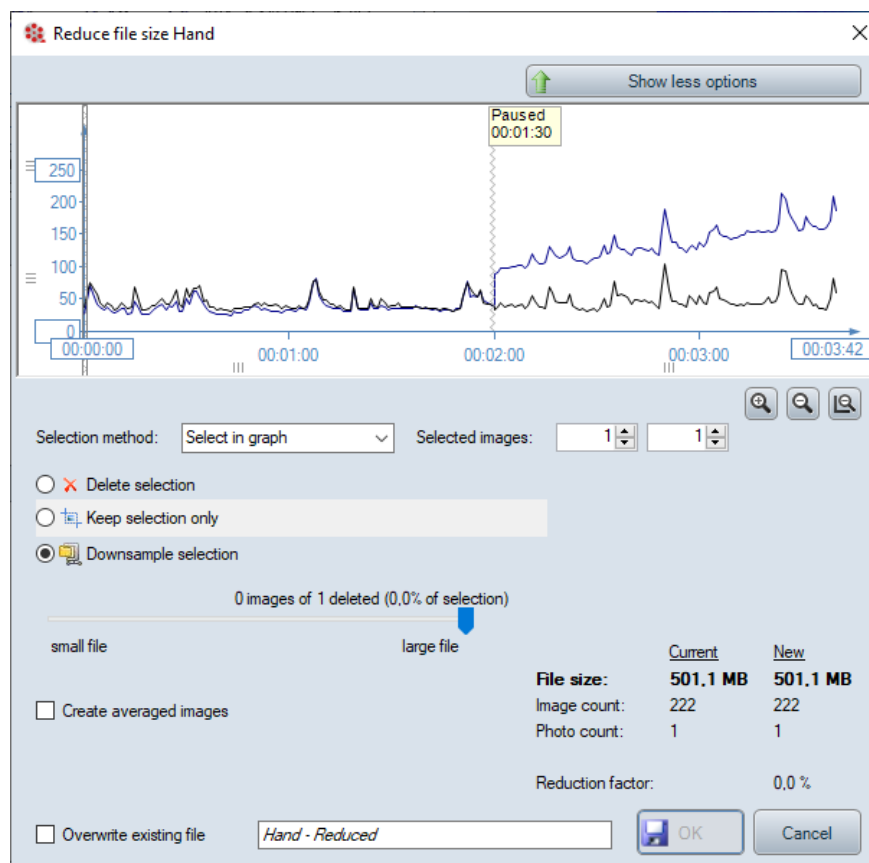 Reduce file size Hand
Show less options
Paused
00:01:30
250
200
150
100
50
0
00:00:00
00:01:00
00:02:00
00:03:00
00:03:42
Selection method: Select in graph Selected images: 1 1
Delete selection
Keep selection only
Downsample selection
0 images of 1 deleted (0,0% of selection)
small file large file
Current New
File size: 501,1 MB 501,1 MB
Image count: 222 222
Photo count: 1 1
Create averaged images
Reduction factor: 0,0 %
Overwrite existing file Hand - Reduced OK Cancel